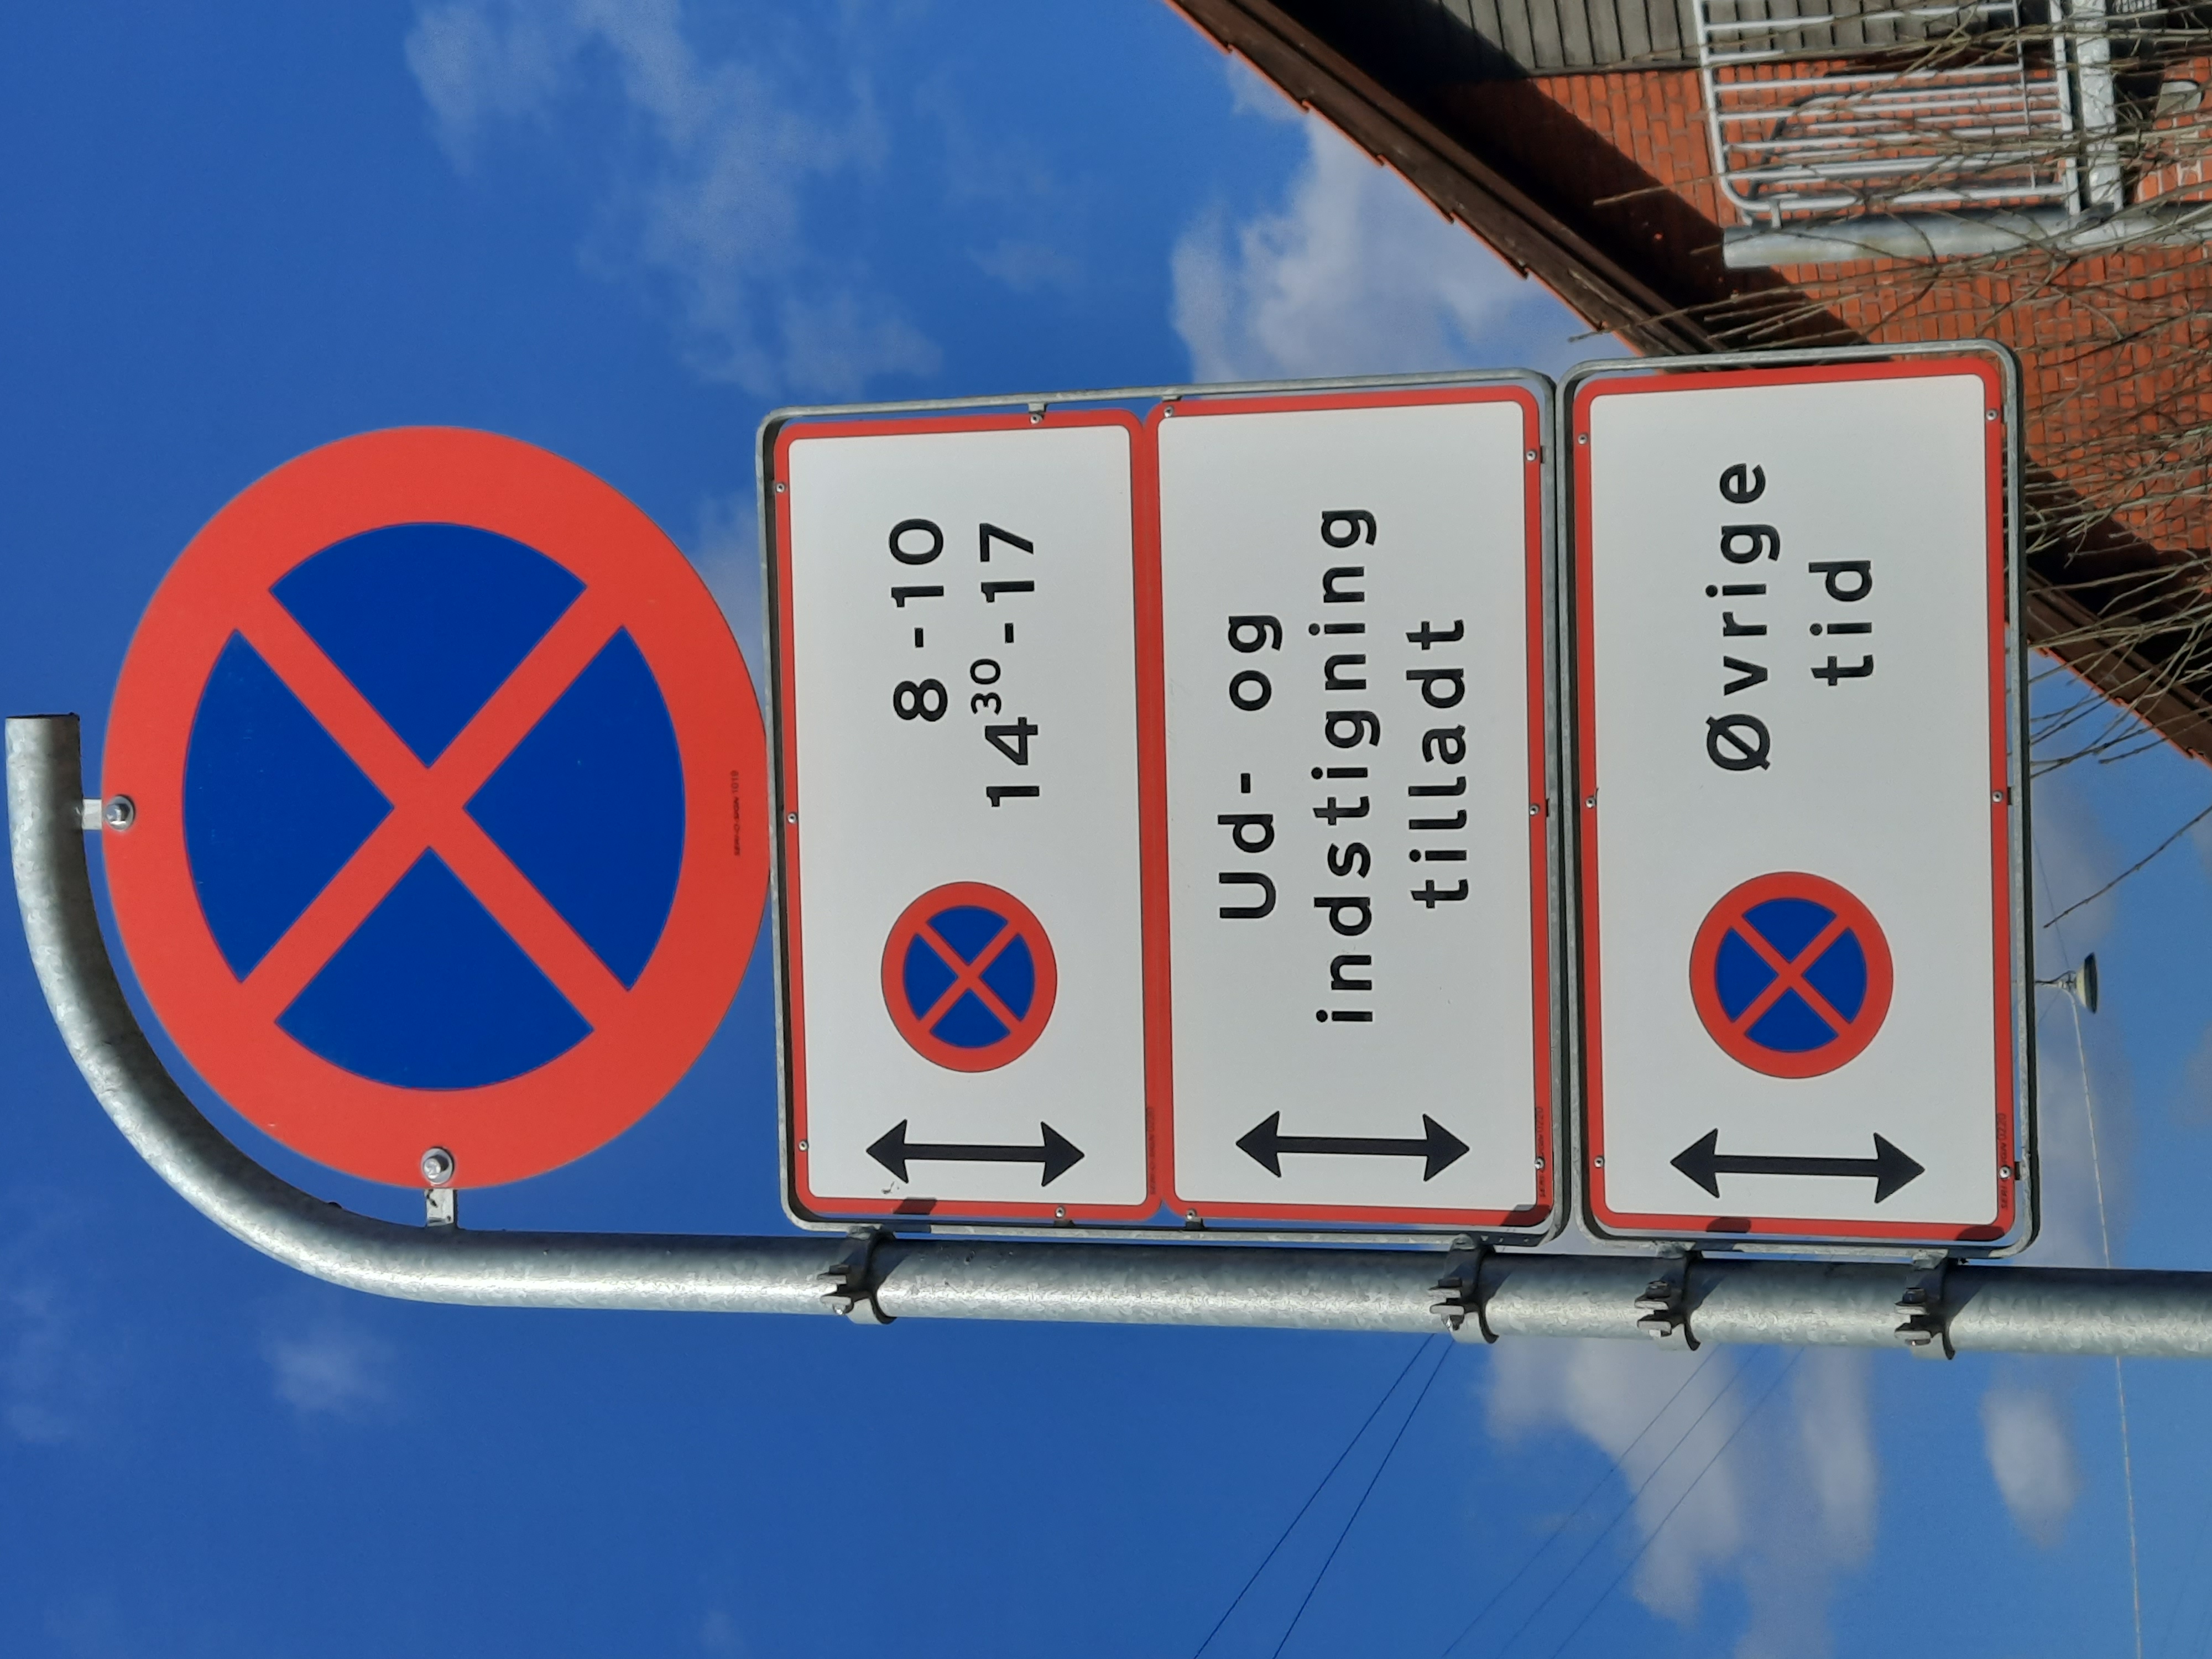 8-10
14³⁰-17
Ud- og
indstigning
tilladt
Øvrige
tid